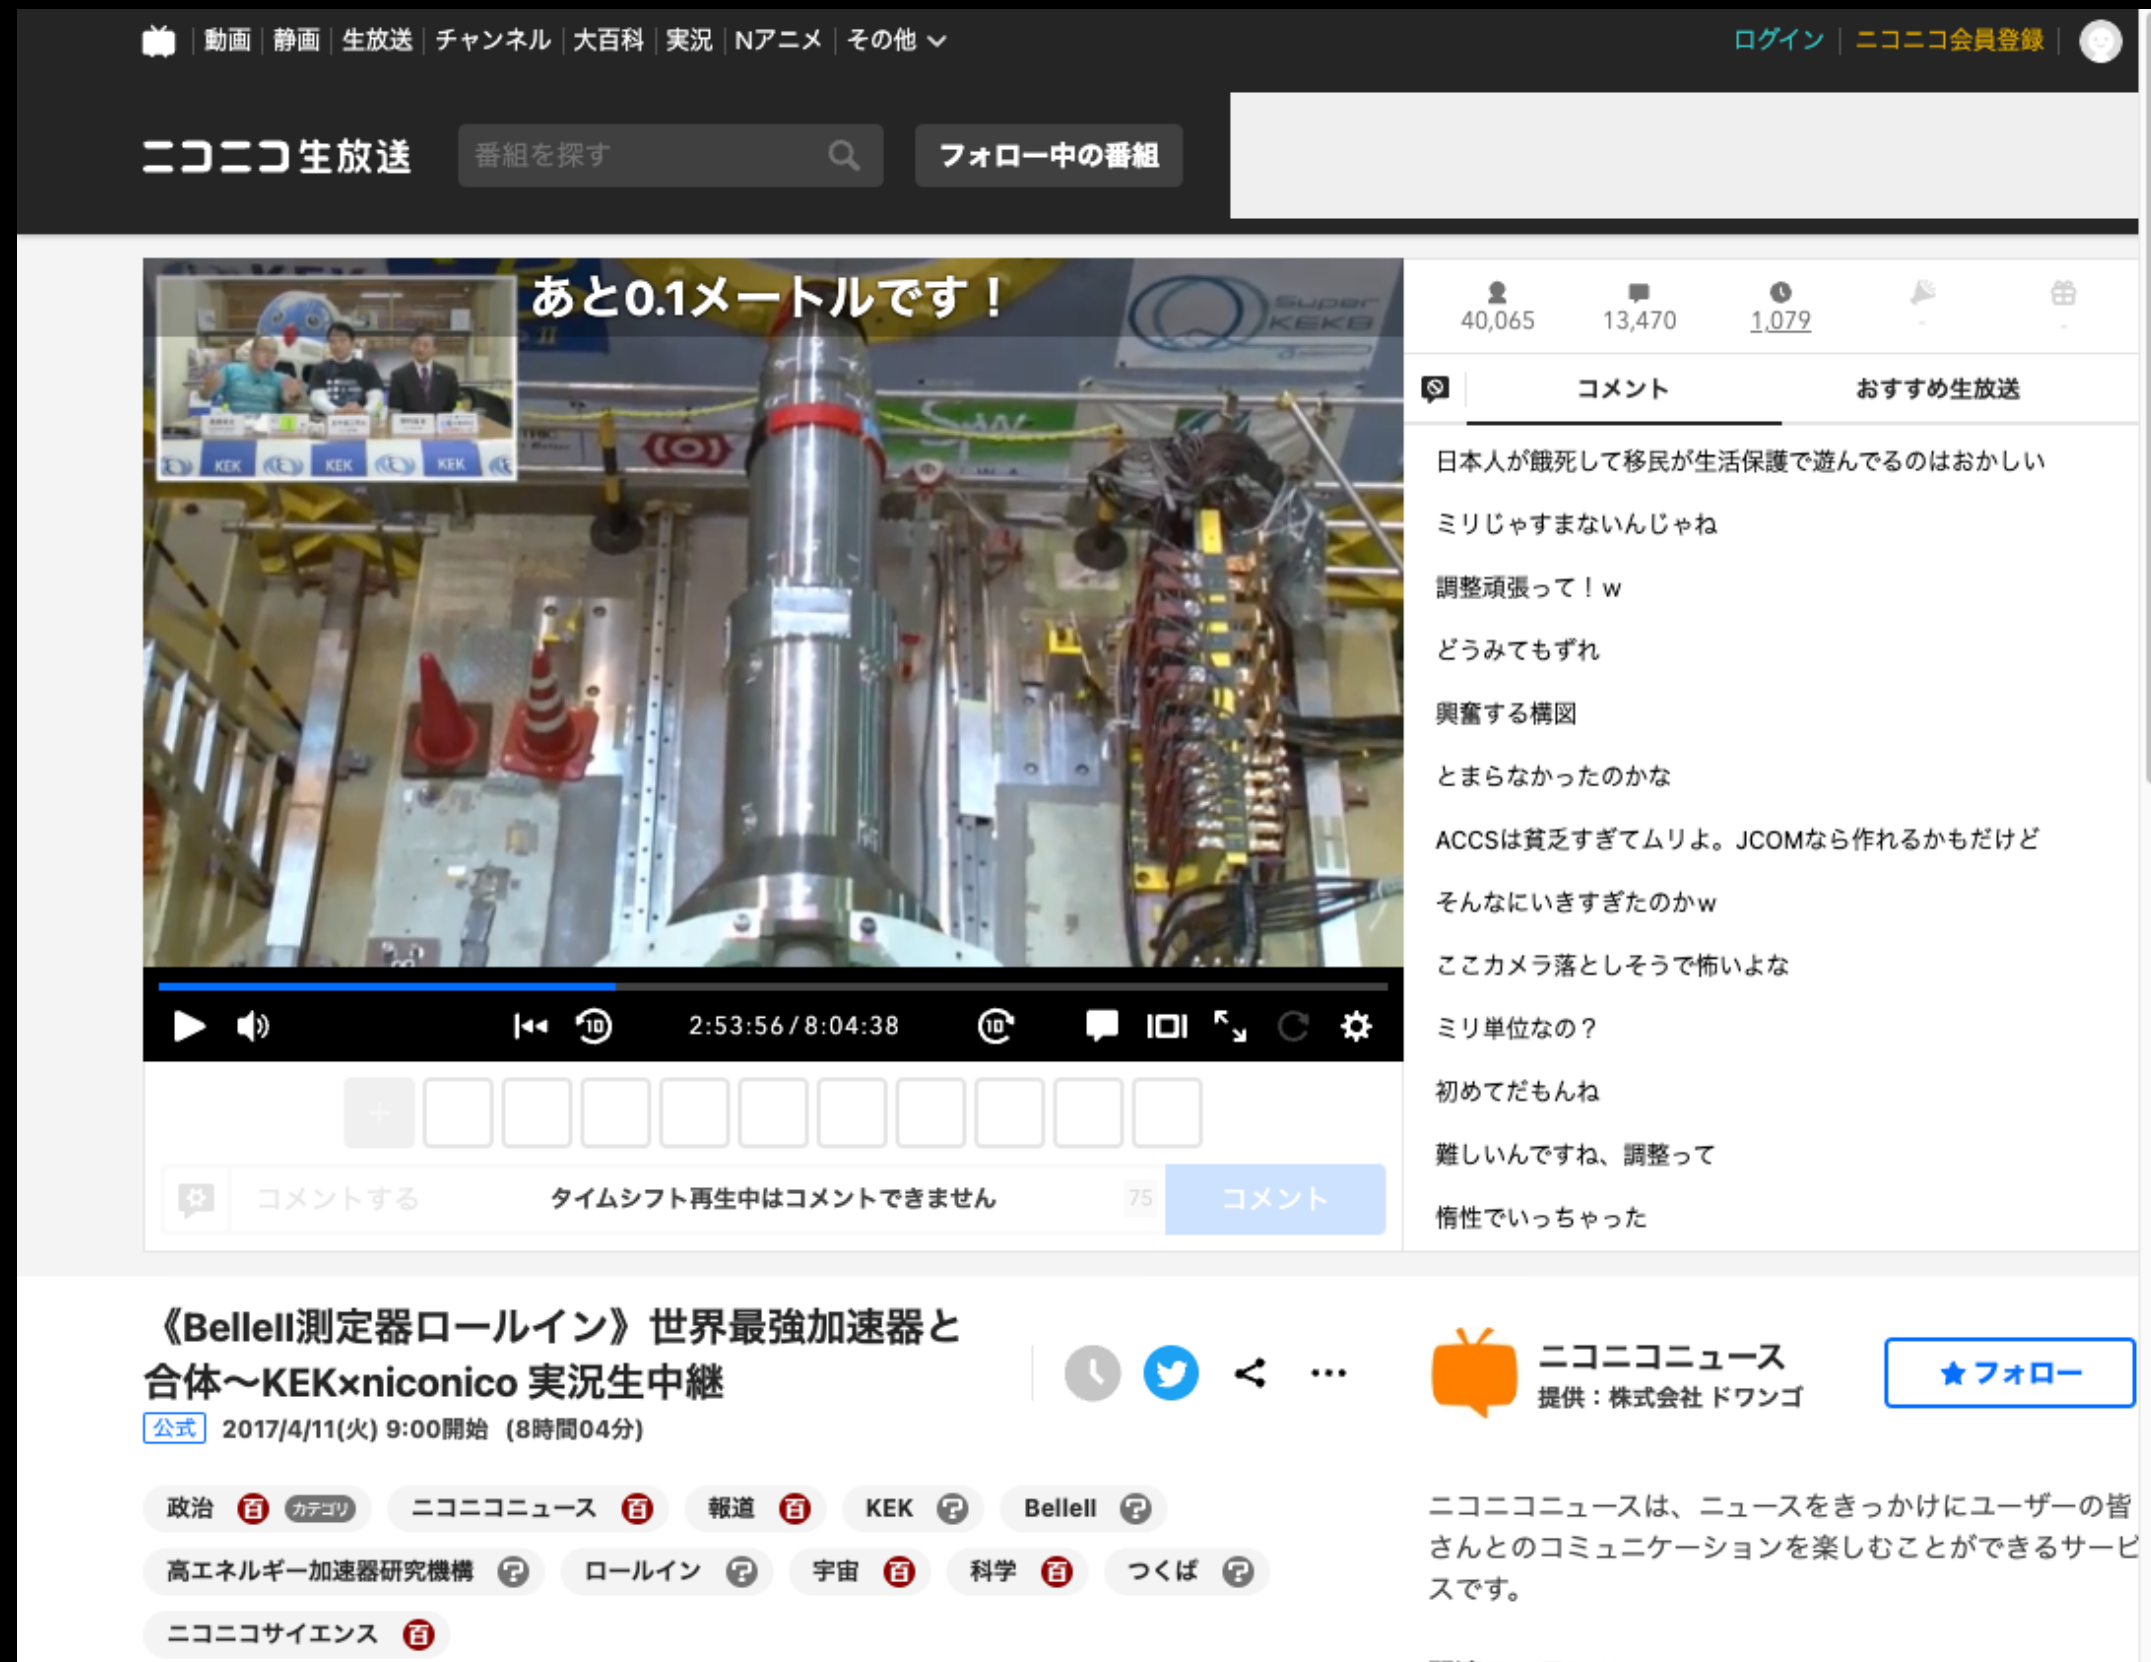 動画 静画 生放送 チャンネル 大百科 実況 Nアニメ その他
ログイン ニコニコ会員登録
ニコニコ生放送 番組を探す フォロー中の番組
あと0.1メートルです！
Super
KEKB
II
KEK KEK KEK
40,065 13,470 1,079 - -
コメント おすすめ生放送
日本人が餓死して移民が生活保護で遊んでるのはおかしい
ミリじゃすまないんじゃね
調整頑張って！w
どうみてもずれ
興奮する構図
とまらなかったのかな
ACCSは貧乏すぎてムリよ。JCOMなら作れるかもだけど
そんなにいきすぎたのかw
ここカメラ落としそうで怖いよな
ミリ単位なの？
初めてだもんね
難しいんですね、調整って
惰性でいっちゃった
10 2:53:56/8:04:38 10
コメントする タイムシフト再生中はコメントできません 75 コメント
《BelleII測定器ロールイン》世界最強加速器と
合体～KEK×niconico 実況生中継
公式 2017/4/11(火) 9:00開始 (8時間04分)
政治 百 カテゴリ ニコニコニュース 百 報道 百 KEK ? BelleII ?
高エネルギー加速器研究機構 ? ロールイン ? 宇宙 百 科学 百 つくば ?
ニコニコサイエンス 百
ニコニコニュース
提供：株式会社 ドワンゴ
フォロー
ニコニコニュースは、ニュースをきっかけにユーザーの皆
さんとのコミュニケーションを楽しむことができるサービ
スです。